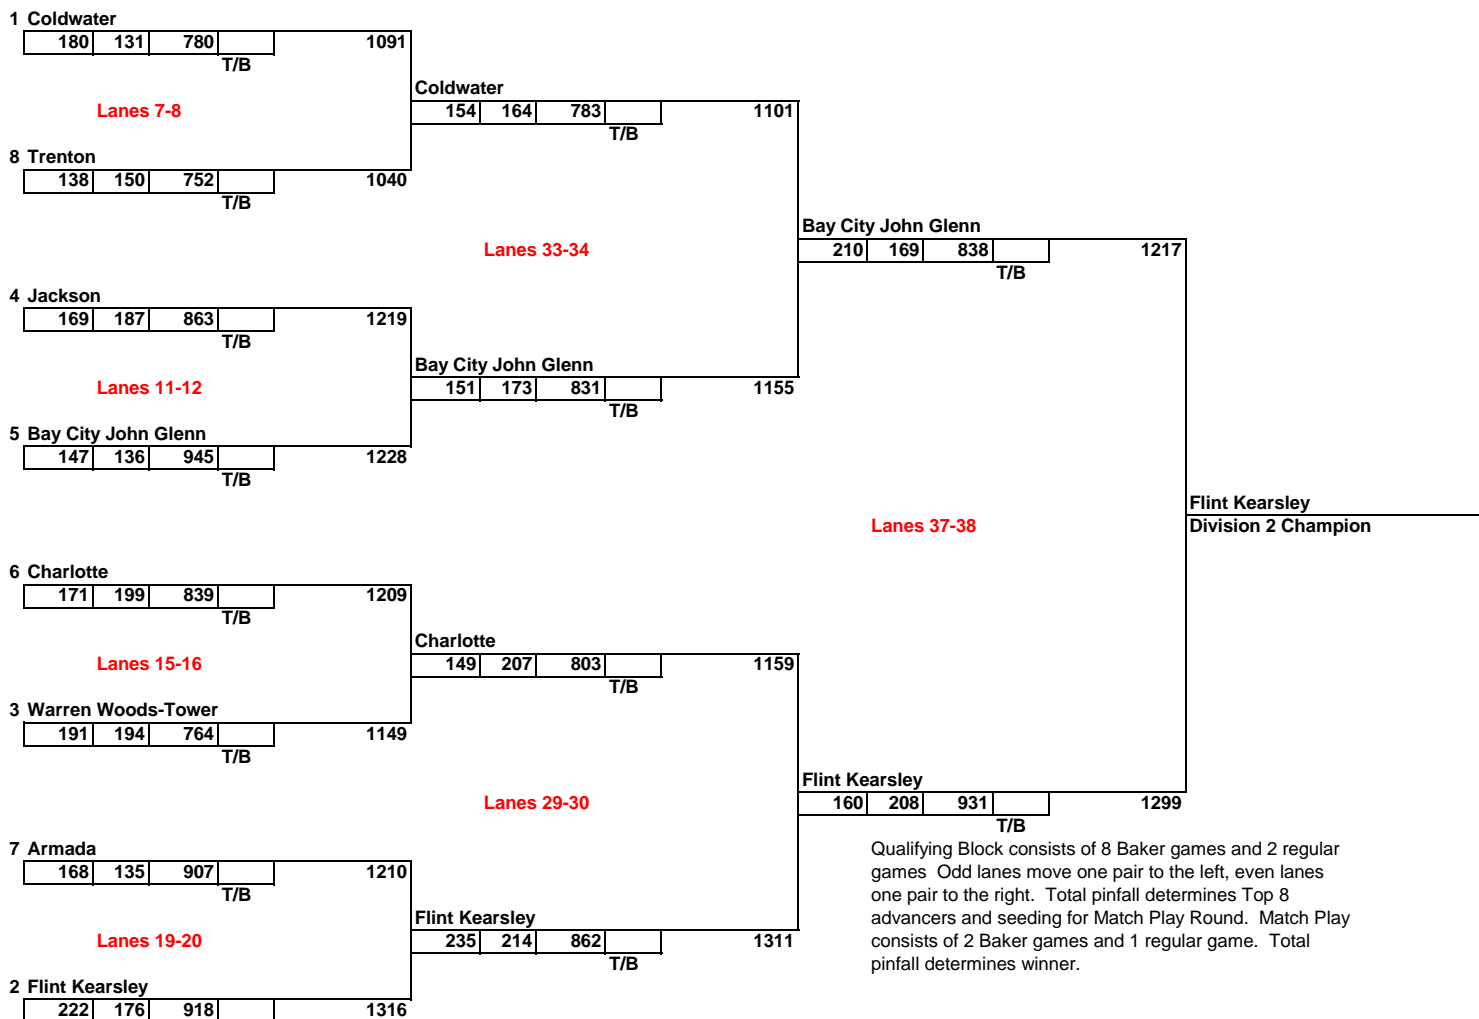 1 Coldwater
180 131 780 1091
T/B
Coldwater
Lanes 7-8
154 164 783 1101
T/B
8 Trenton
138 150 752 1040
T/B
Bay City John Glenn
Lanes 33-34
210 169 838 1217
T/B
4 Jackson
169 187 863 1219
T/B
Bay City John Glenn
Lanes 11-12
151 173 831 1155
T/B
5 Bay City John Glenn
147 136 945 1228
T/B
Flint Kearsley
Lanes 37-38
Division 2 Champion
6 Charlotte
171 199 839 1209
T/B
Charlotte
Lanes 15-16
149 207 803 1159
T/B
3 Warren Woods-Tower
191 194 764 1149
T/B
Flint Kearsley
Lanes 29-30
160 208 931 1299
T/B
7 Armada
168 135 907 1210
T/B
Flint Kearsley
Lanes 19-20
235 214 862 1311
T/B
2 Flint Kearsley
222 176 918 1316
Qualifying Block consists of 8 Baker games and 2 regular
games  Odd lanes move one pair to the left, even lanes
one pair to the right.  Total pinfall determines Top 8
advancers and seeding for Match Play Round.  Match Play
consists of 2 Baker games and 1 regular game.  Total
pinfall determines winner.